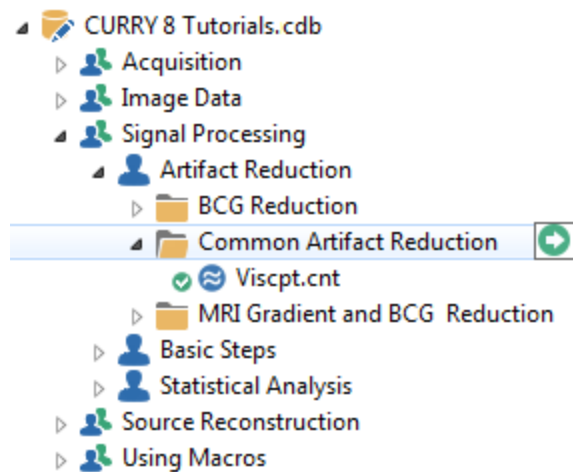 CURRY 8 Tutorials.cdb
Acquisition
Image Data
Signal Processing
Artifact Reduction
BCG Reduction
Common Artifact Reduction
Viscpt.cnt
MRI Gradient and BCG  Reduction
Basic Steps
Statistical Analysis
Source Reconstruction
Using Macros